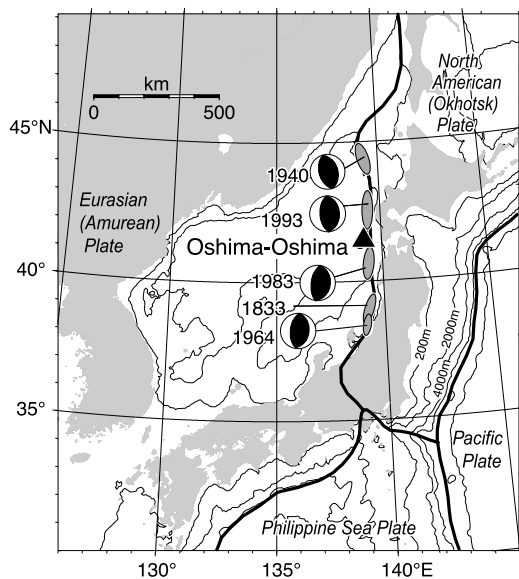 km
0 500
North
American
(Okhotsk)
Plate
45°N
1940
Eurasian
(Amurean)
Plate
1993
Oshima-Oshima
40°
1983
1833
1964
200m
2000m
4000m
35°
Pacific
Plate
Philippine Sea Plate
130° 140°E